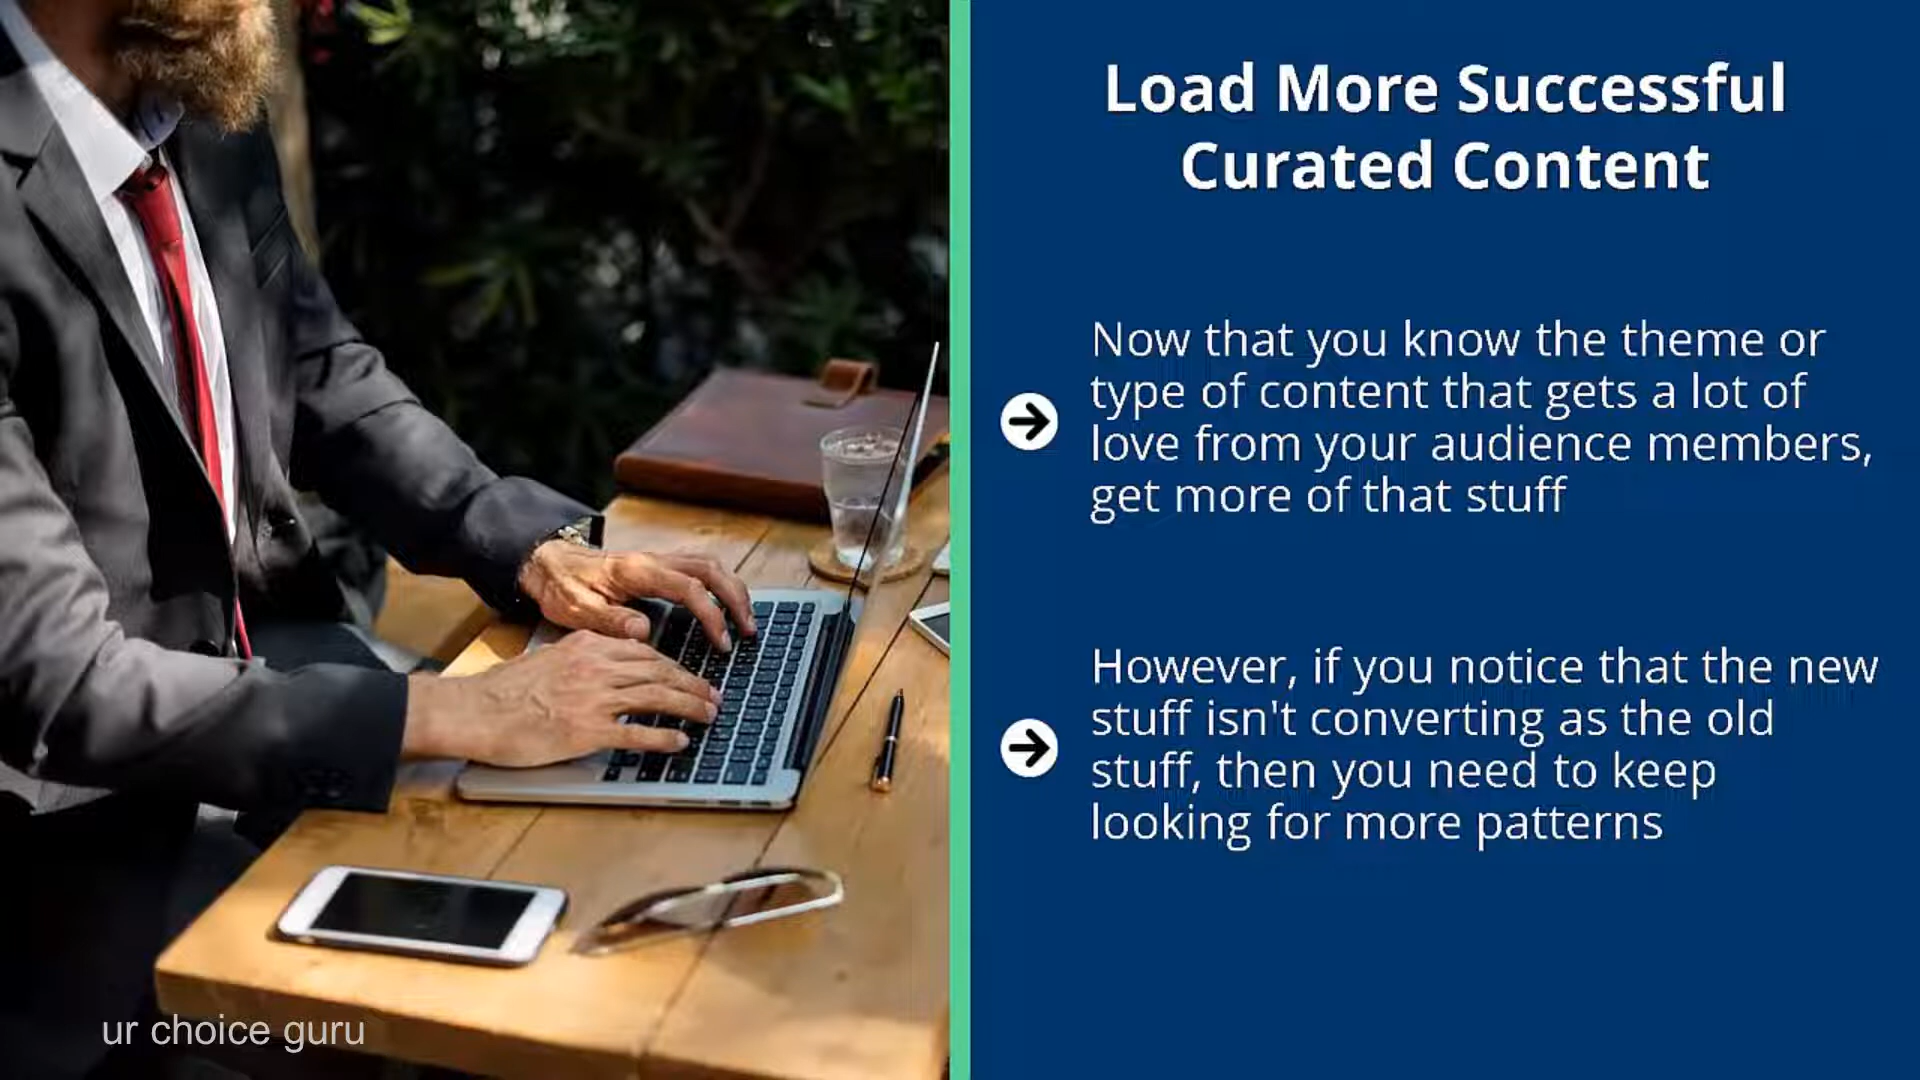 Load More Successful
Curated Content
Now that you know the theme or
type of content that gets a lot of
love from your audience members,
get more of that stuff
However, if you notice that the new
stuff isn't converting as the old
stuff, then you need to keep
looking for more patterns
ur choice guru